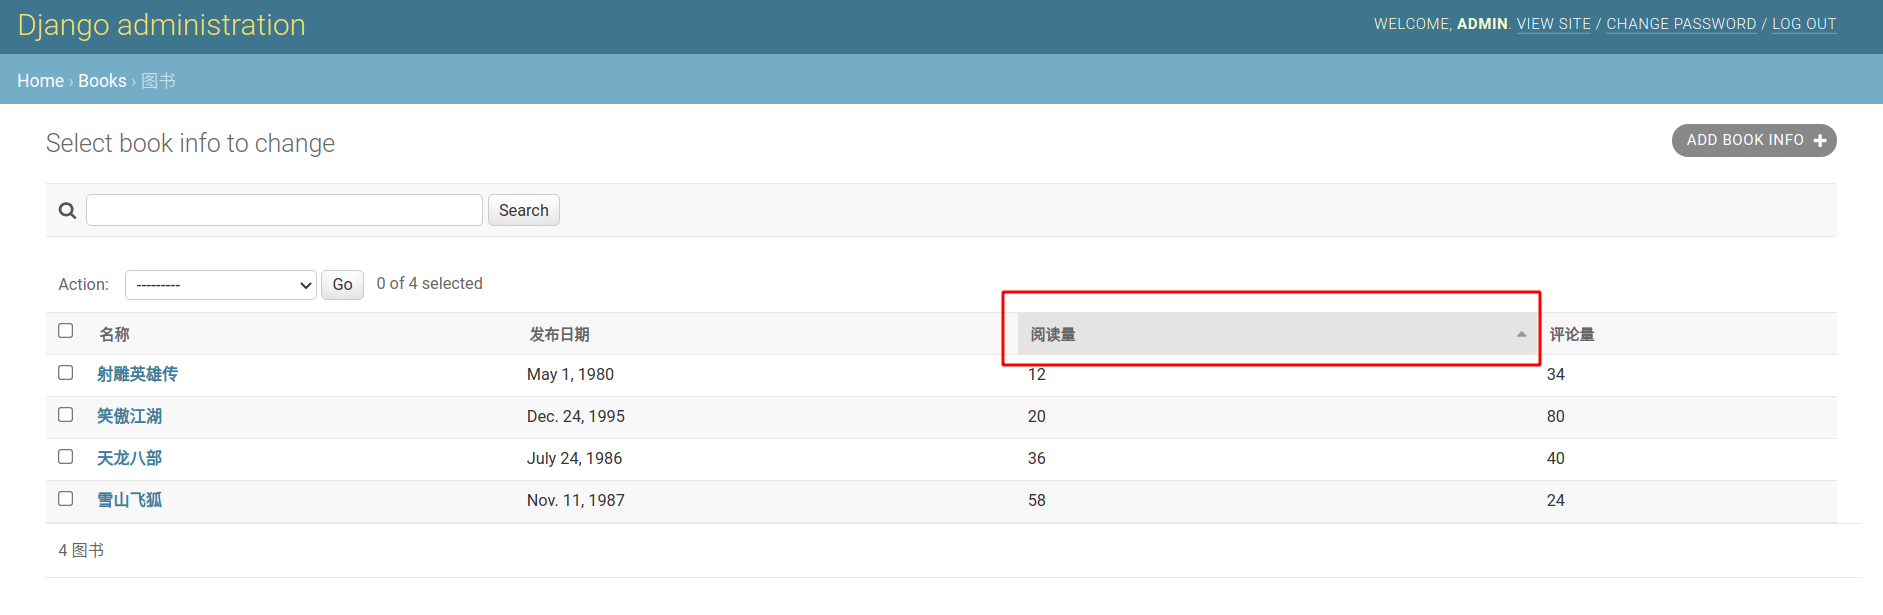 Django administration
WELCOME, ADMIN. VIEW SITE / CHANGE PASSWORD / LOG OUT
Home › Books › 图书
Select book info to change
ADD BOOK INFO
Search
Action: --------- Go 0 of 4 selected
名称 发布日期 阅读量 评论量
射雕英雄传 May 1, 1980 12 34
笑傲江湖 Dec. 24, 1995 20 80
天龙八部 July 24, 1986 36 40
雪山飞狐 Nov. 11, 1987 58 24
4 图书